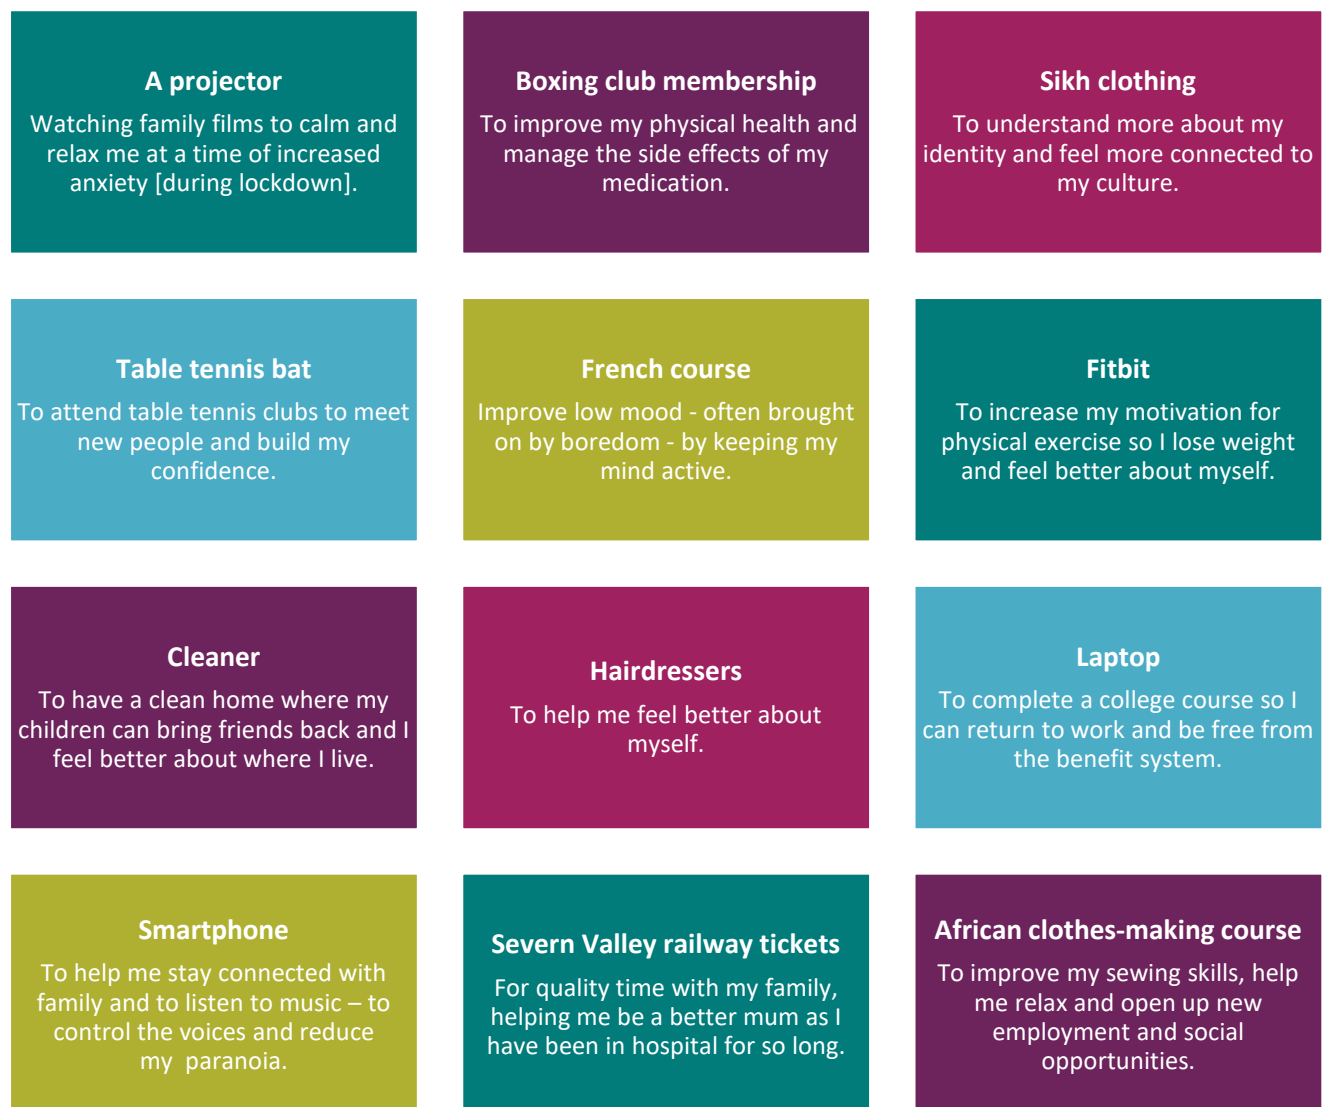 A projector
Watching family films to calm and
relax me at a time of increased
anxiety [during lockdown].
Boxing club membership
To improve my physical health and
manage the side effects of my
medication.
Sikh clothing
To understand more about my
identity and feel more connected to
my culture.
Table tennis bat
To attend table tennis clubs to meet
new people and build my
confidence.
French course
Improve low mood - often brought
on by boredom - by keeping my
mind active.
Fitbit
To increase my motivation for
physical exercise so I lose weight
and feel better about myself.
Cleaner
To have a clean home where my
children can bring friends back and I
feel better about where I live.
Hairdressers
To help me feel better about
myself.
Laptop
To complete a college course so I
can return to work and be free from
the benefit system.
Smartphone
To help me stay connected with
family and to listen to music – to
control the voices and reduce
my  paranoia.
Severn Valley railway tickets
For quality time with my family,
helping me be a better mum as I
have been in hospital for so long.
African clothes-making course
To improve my sewing skills, help
me relax and open up new
employment and social
opportunities.